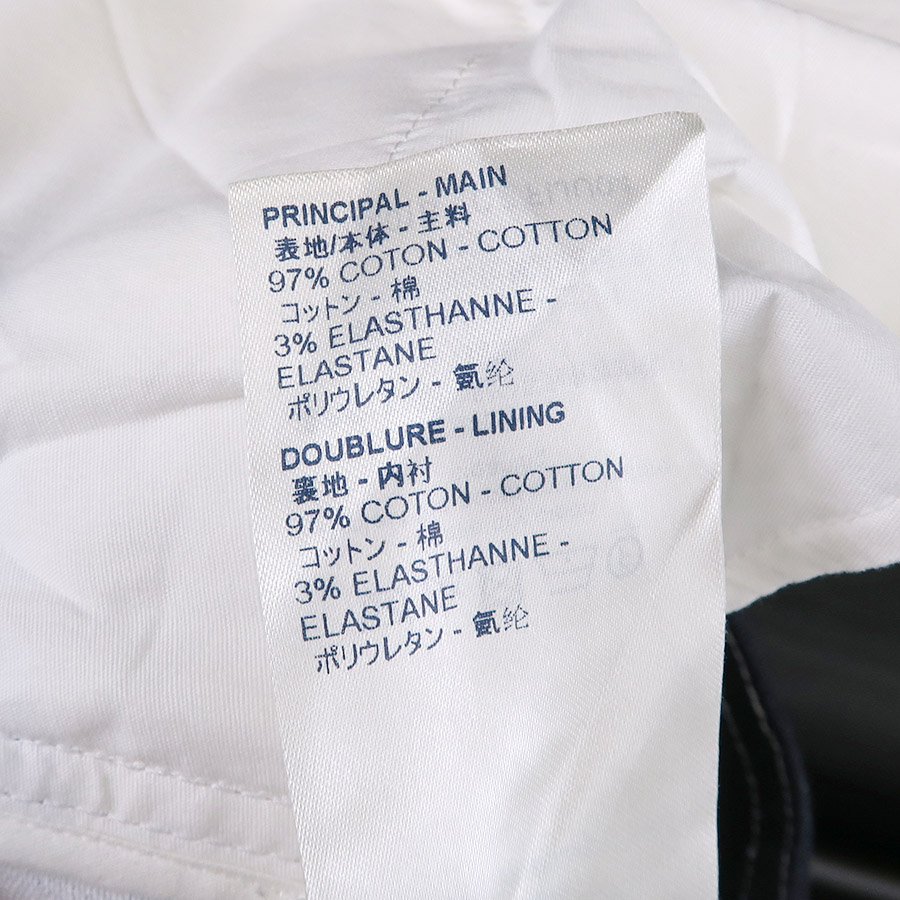 PRINCIPAL - MAIN
表地/本体 - 主料
97% COTON - COTTON
コットン - 棉
3% ELASTHANNE -
ELASTANE
ポリウレタン - 氨纶
DOUBLURE - LINING
裏地 - 内衬
97% COTON - COTTON
コットン - 棉
3% ELASTHANNE -
ELASTANE
ポリウレタン - 氨纶